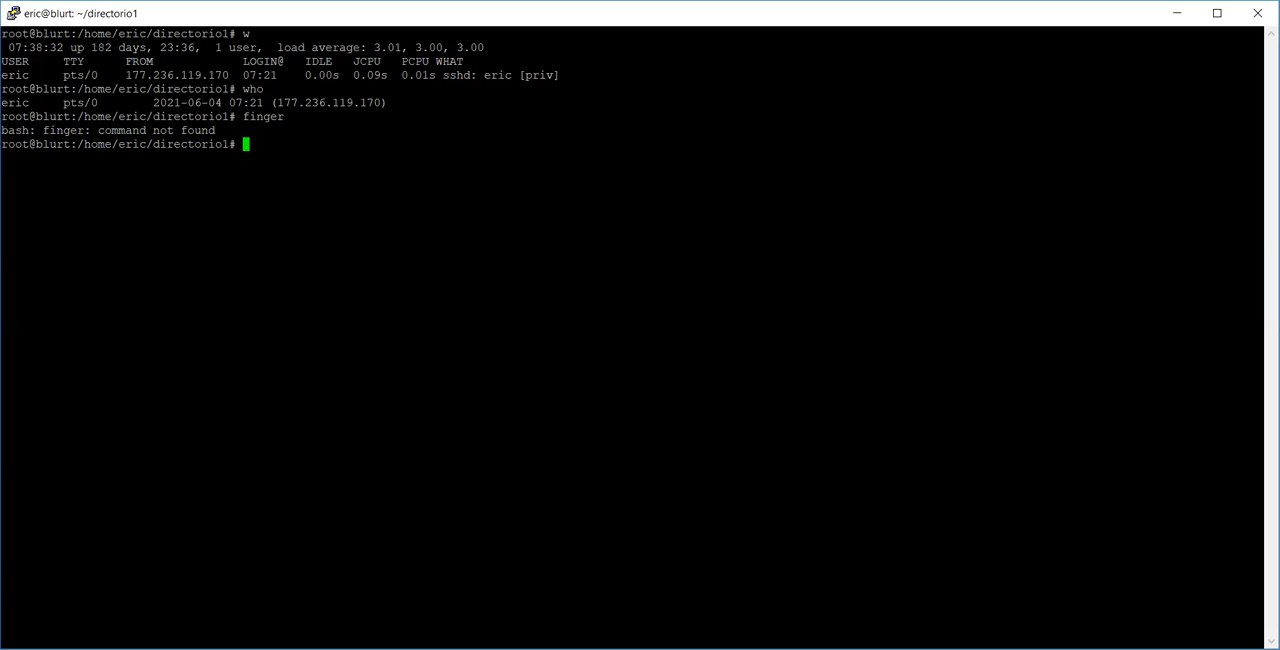 eric@blurt: ~/directorio1
root@blurt:/home/eric/directorio1# w
 07:38:32 up 182 days, 23:36,  1 user,  load average: 3.01, 3.00, 3.00
USER     TTY      FROM             LOGIN@   IDLE   JCPU   PCPU WHAT
eric     pts/0    177.236.119.170  07:21    0.00s  0.09s  0.01s sshd: eric [priv]
root@blurt:/home/eric/directorio1# who
eric     pts/0        2021-06-04 07:21 (177.236.119.170)
root@blurt:/home/eric/directorio1# finger
bash: finger: command not found
root@blurt:/home/eric/directorio1#